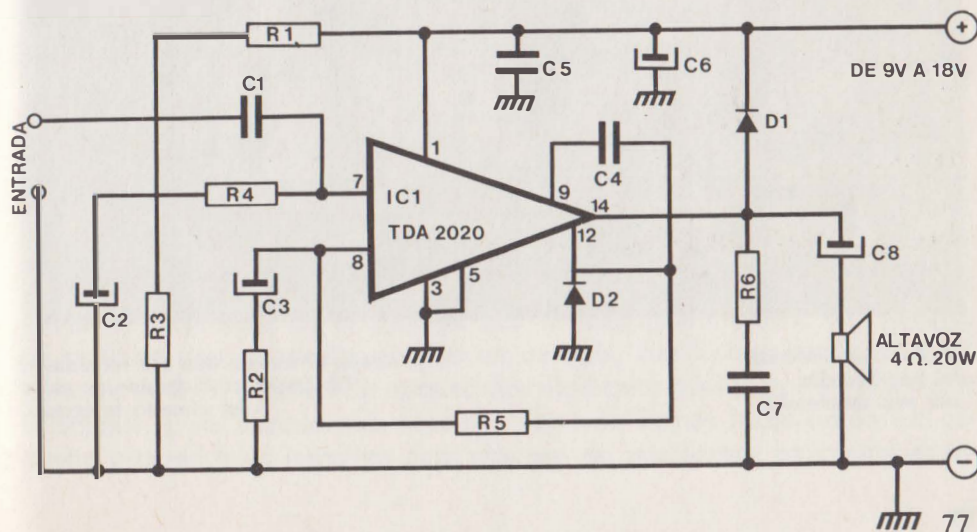 R1
+
C5
C6
DE 9V A 18V
C1
ENTRADA
1
D1
7
IC1
9
C4
R4
14
TDA 2020
12
8
C8
5
3
D2
R6
C2
C3
R3
ALTAVOZ
4Ω. 20W
R2
C7
R5
−
77